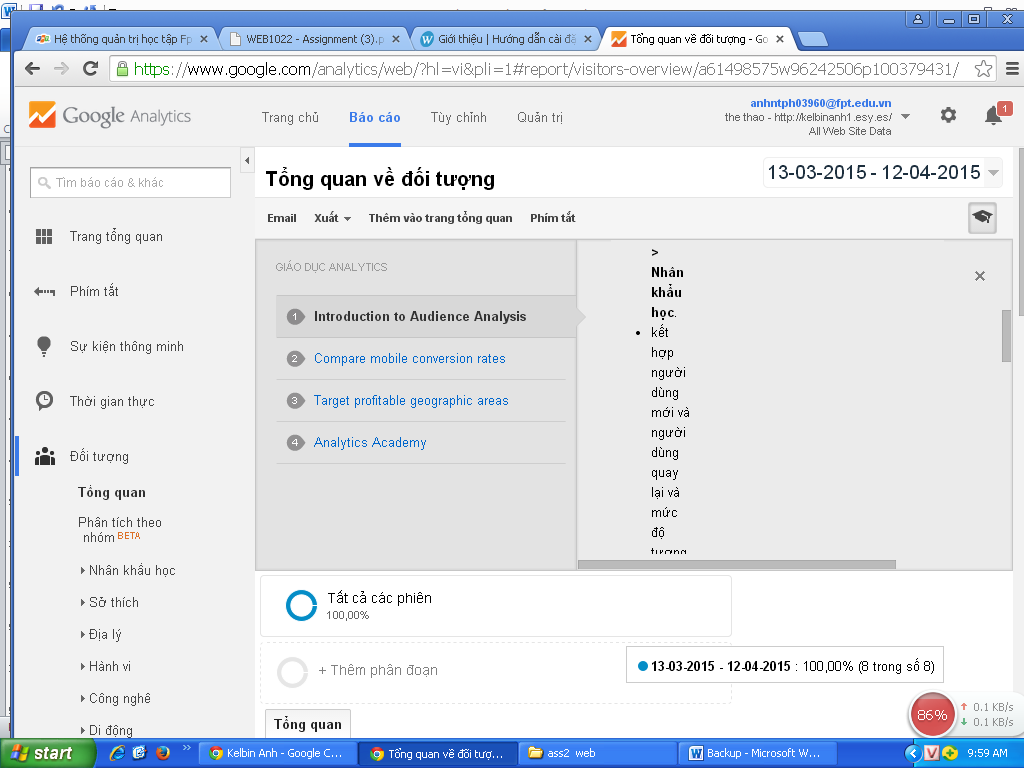 Hệ thống quản trị học tập Fp
WEB1022 - Assignment (3).p
Giới thiệu | Hướng dẫn cài đặ
Tổng quan về đối tượng - Go
https://www.google.com/analytics/web/?hl=vi&pli=1#report/visitors-overview/a61498575w96242506p100379431/
Google Analytics
Trang chủ
Báo cáo
Tùy chỉnh
Quản trị
anhntph03960@fpt.edu.vn
the thao - http://kelbinanh1.esy.es/
All Web Site Data
1
Tìm báo cáo & khác
Tổng quan về đối tượng
13-03-2015 - 12-04-2015
Email
Xuất
Thêm vào trang tổng quan
Phím tắt
Trang tổng quan
Phím tắt
Sự kiện thông minh
Thời gian thực
Đối tượng
Tổng quan
Phân tích theo
nhóm BETA
Nhân khẩu học
Sở thích
Địa lý
Hành vi
Công nghệ
Di động
GIÁO DỤC ANALYTICS
1 Introduction to Audience Analysis
2 Compare mobile conversion rates
3 Target profitable geographic areas
4 Analytics Academy
>
Nhân
khẩu
học.
• kết
hợp
người
dùng
mới và
người
dùng
quay
lại và
mức
độ
tương
Tất cả các phiên
100,00%
+ Thêm phân đoạn
13-03-2015 - 12-04-2015 : 100,00% (8 trong số 8)
Tổng quan
86%
0.1 KB/s
0.1 KB/s
start
Kelbin Anh - Google C...
Tổng quan về đối tượ...
ass2 web
Backup - Microsoft W...
9:59 AM